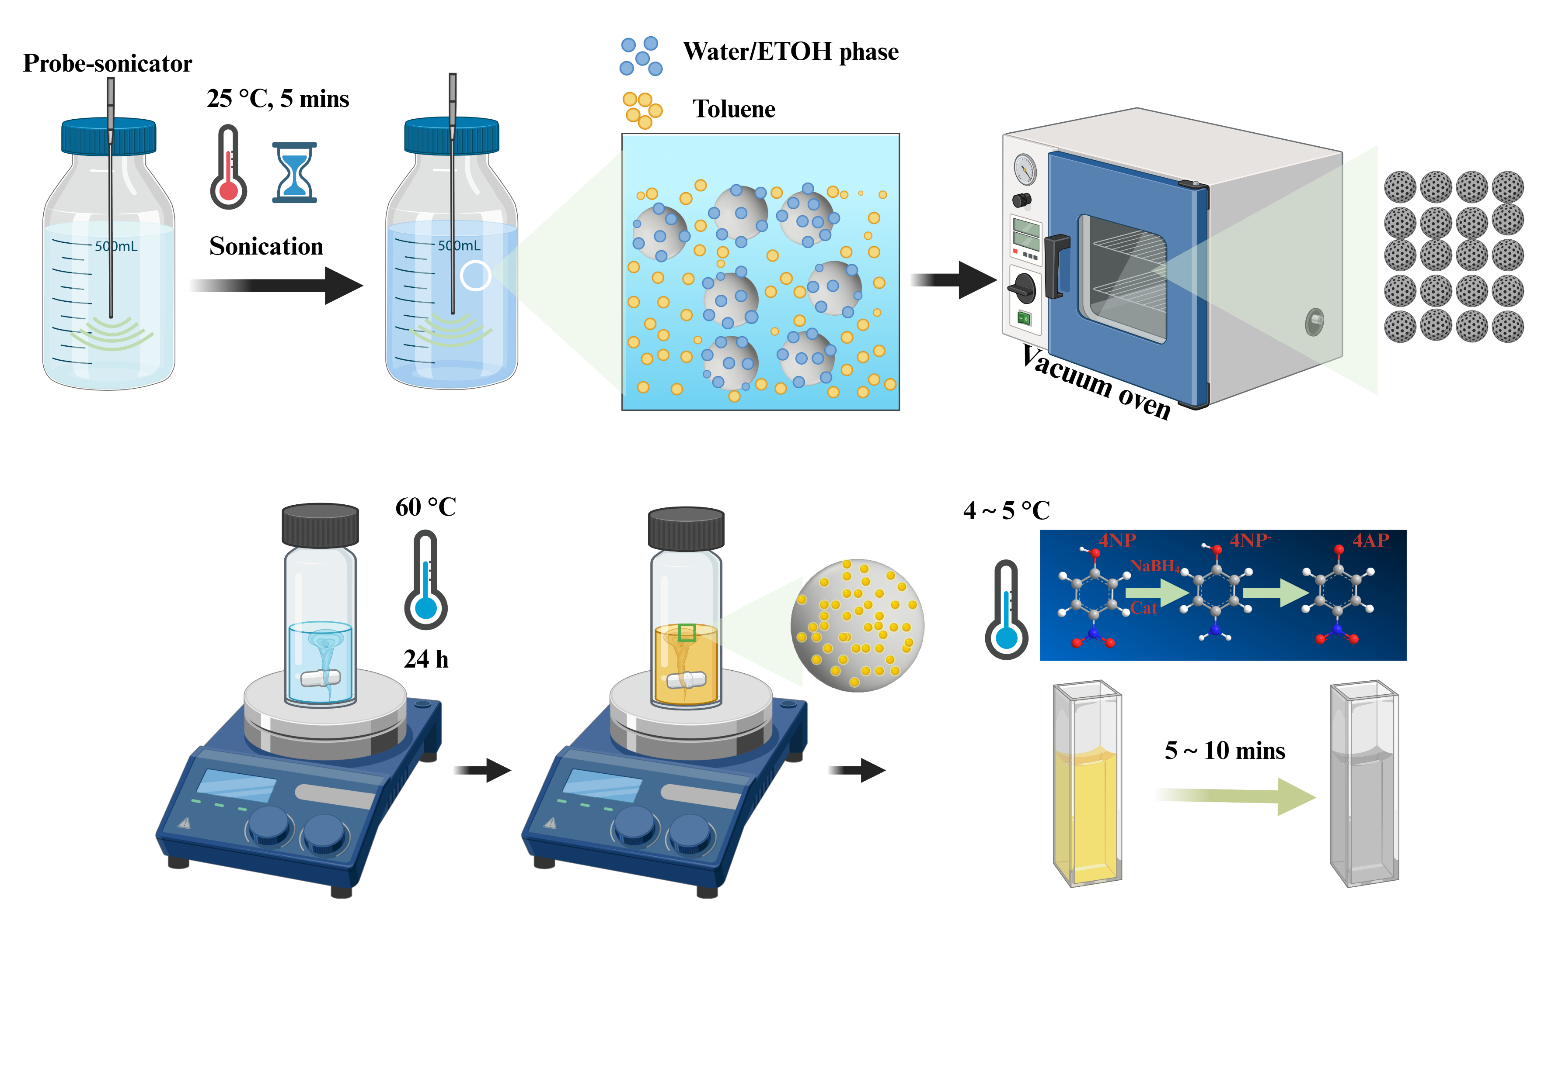 Probe-sonicator
25 °C, 5 mins
Sonication
500mL
500mL
Water/ETOH phase
Toluene
Vacuum oven
60 °C
24 h
4 ~ 5 °C
4NP
NaBH₄
Cat
4NP⁻
4AP
5 ~ 10 mins